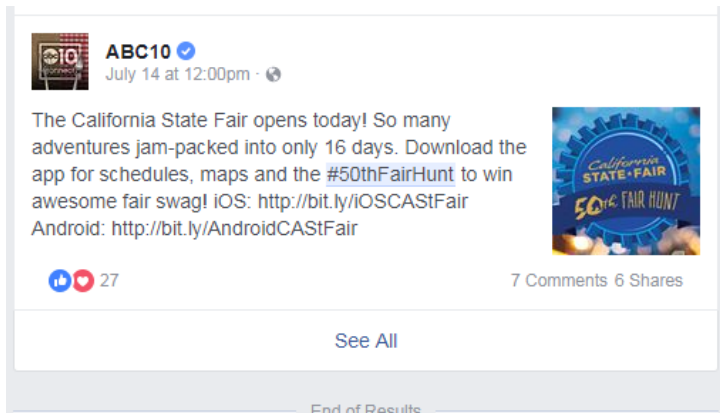 ABC10
July 14 at 12:00pm ·
The California State Fair opens today! So many
adventures jam-packed into only 16 days. Download the
app for schedules, maps and the #50thFairHunt to win
awesome fair swag! iOS: http://bit.ly/iOSCAStFair
Android: http://bit.ly/AndroidCAStFair
California
STATE★FAIR
50th FAIR HUNT
27
7 Comments 6 Shares
See All
End of Results